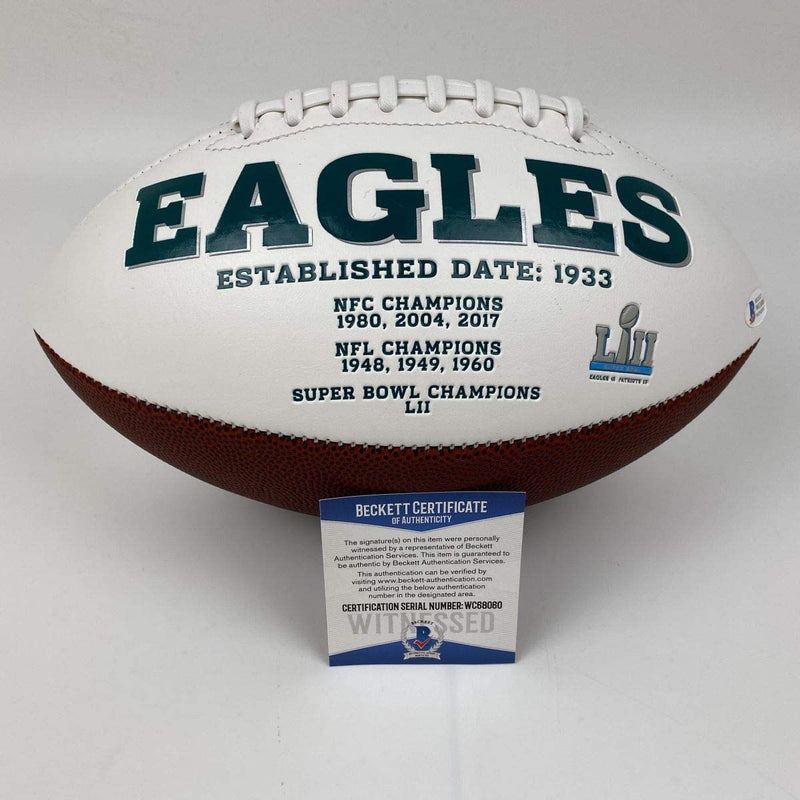 EAGLES
ESTABLISHED DATE: 1933
NFC CHAMPIONS
1980, 2004, 2017
NFL CHAMPIONS
1948, 1949, 1960
SUPER BOWL CHAMPIONS
LII
LII
SUPER BOWL
B
BECKETT CERTIFICATE
OF AUTHENTICITY
The signature(s) on this item were personally
witnessed by a representative of Beckett
Authentication Services. This item is guaranteed to
be authentic by Beckett Authentication Services.
This authentication can be verified by
visiting www.beckett-authentication.com
and utilizing the below authentication
number in the designated area.
CERTIFICATION SERIAL NUMBER: WC68060
WITNESSED
BECKETT
B